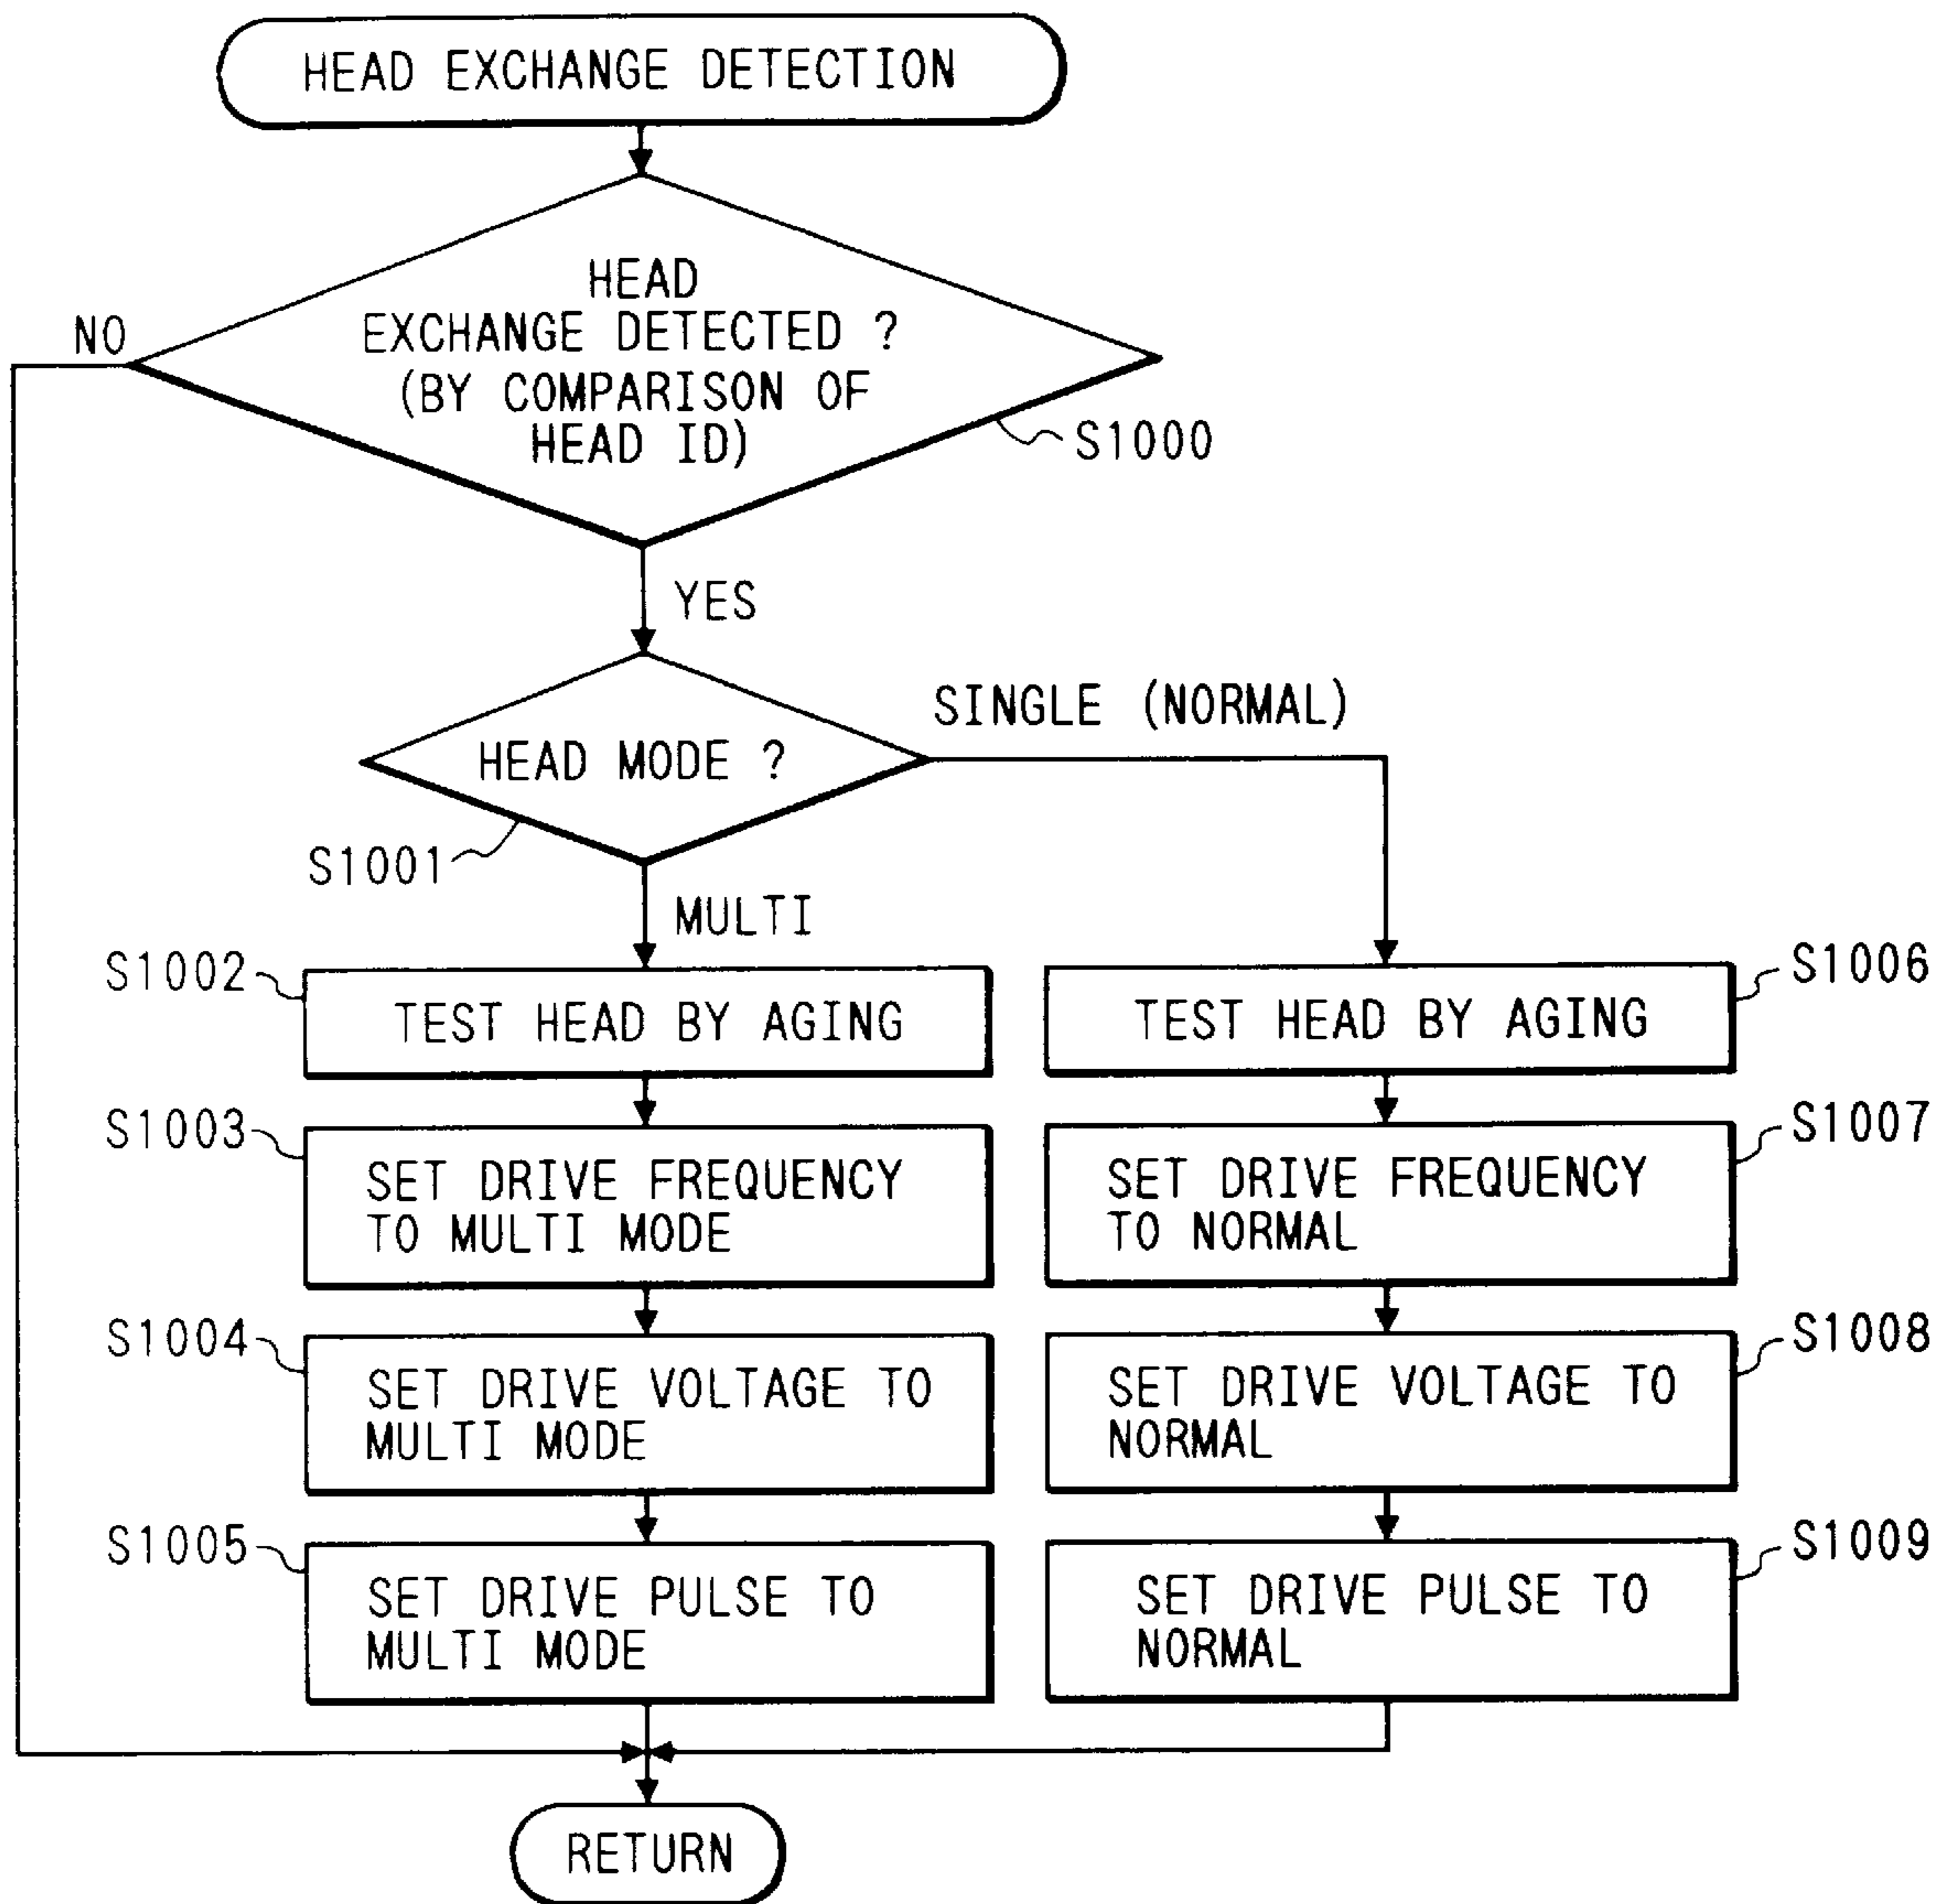 HEAD EXCHANGE DETECTION
HEAD
EXCHANGE DETECTED ?
(BY COMPARISON OF
HEAD ID)
NO
S1000
YES
SINGLE (NORMAL)
HEAD MODE ?
S1001
MULTI
S1002
TEST HEAD BY AGING
S1006
TEST HEAD BY AGING
S1003
SET DRIVE FREQUENCY
TO MULTI MODE
S1007
SET DRIVE FREQUENCY
TO NORMAL
S1004
SET DRIVE VOLTAGE TO
MULTI MODE
S1008
SET DRIVE VOLTAGE TO
NORMAL
S1005
SET DRIVE PULSE TO
MULTI MODE
S1009
SET DRIVE PULSE TO
NORMAL
RETURN